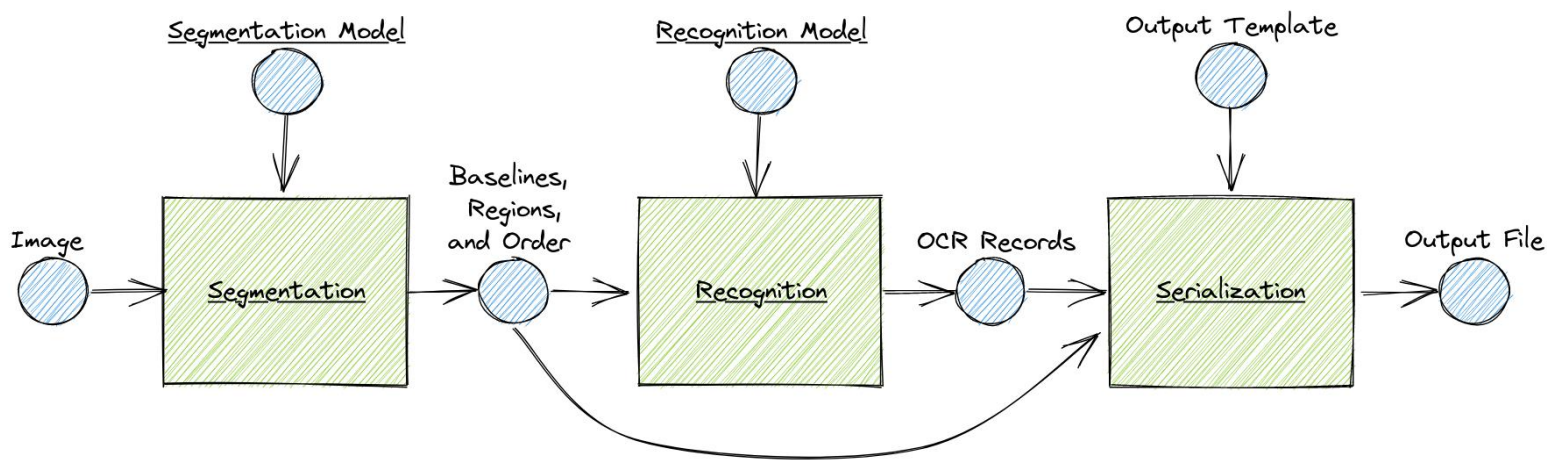 Segmentation Model
Recognition Model
Output Template
Baselines,
Regions,
and Order
Image
OCR Records
Output File
Segmentation
Recognition
Serialization